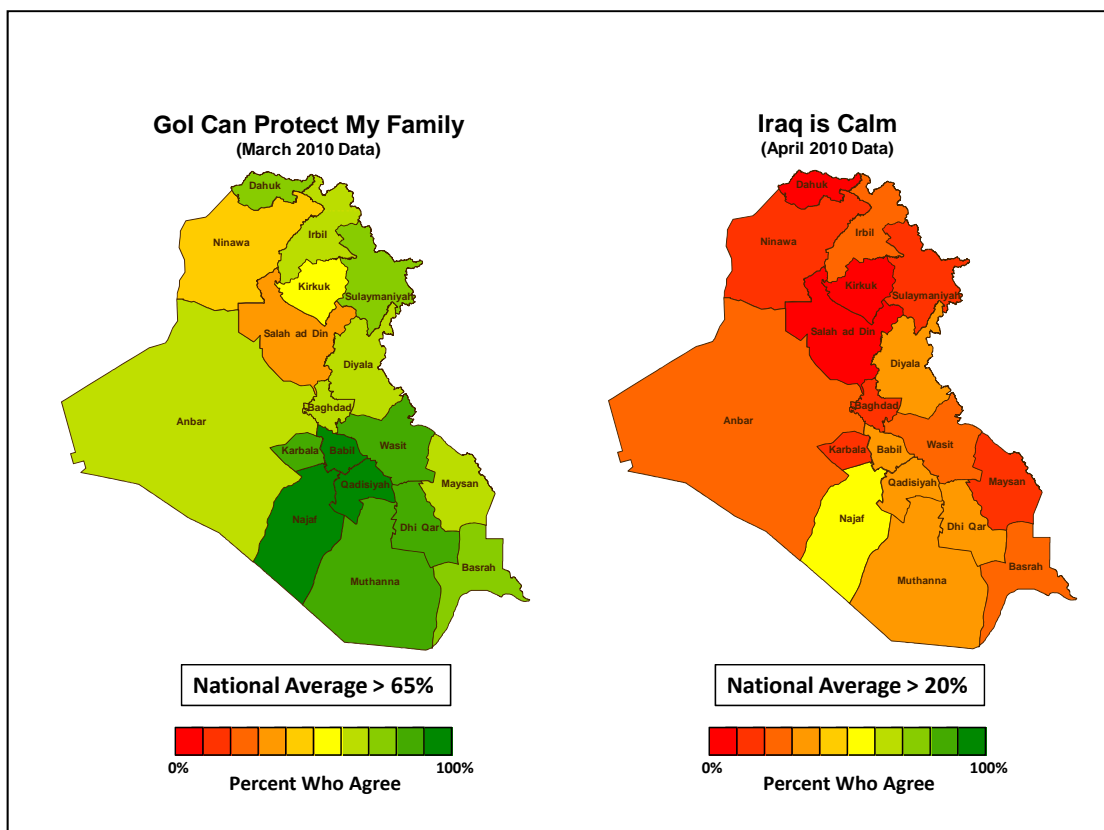 GoI Can Protect My Family
(March 2010 Data)
Dahuk
Ninawa
Irbil
Kirkuk
Sulaymaniyah
Salah ad Din
Diyala
Baghdad
Anbar
Karbala
Babil
Wasit
Qadisiyah
Maysan
Najaf
Dhi Qar
Basrah
Muthanna
National Average > 65%
0%
100%
Percent Who Agree
Iraq is Calm
(April 2010 Data)
Dahuk
Ninawa
Irbil
Kirkuk
Sulaymaniyah
Salah ad Din
Diyala
Baghdad
Anbar
Karbala
Babil
Wasit
Qadisiyah
Maysan
Najaf
Dhi Qar
Basrah
Muthanna
National Average > 20%
0%
100%
Percent Who Agree